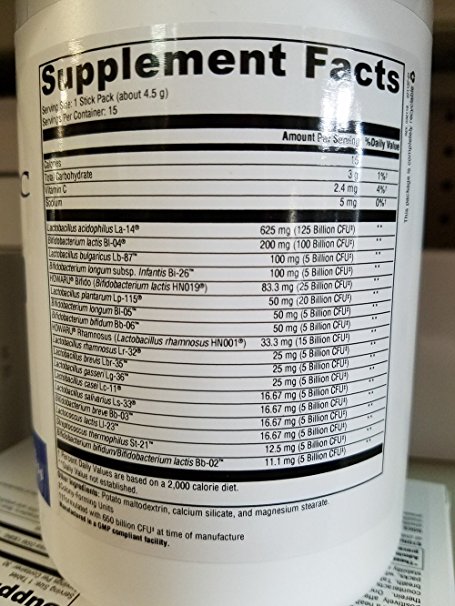 Supplement Facts
Serving Size: 1 Stick Pack (about 4.5 g)
Servings Per Container: 15
Amount Per Serving %Daily Value
Calories 15
Total Carbohydrate 3 g 1%†
Vitamin C 2.4 mg 4%†
Sodium 5 mg 0%†
Lactobacillus acidophilus La-14® 625 mg (125 Billion CFU‡) **
Bifidobacterium lactis Bl-04® 200 mg (100 Billion CFU‡) **
Lactobacillus bulgaricus Lb-87™ 100 mg (5 Billion CFU‡) **
Bifidobacterium longum subsp. Infantis Bi-26™ 100 mg (5 Billion CFU‡) **
HOWARU® Bifido (Bifidobacterium lactis HN019®) 83.3 mg (25 Billion CFU‡) **
Lactobacillus plantarum Lp-115® 50 mg (20 Billion CFU‡) **
Bifidobacterium longum Bl-05™ 50 mg (5 Billion CFU‡) **
Bifidobacterium bifidum Bb-06™ 50 mg (5 Billion CFU‡) **
HOWARU® Rhamnosus (Lactobacillus rhamnosus HN001®) 33.3 mg (15 Billion CFU‡) **
Lactobacillus rhamnosus Lr-32® 25 mg (5 Billion CFU‡) **
Lactobacillus brevis Lbr-35™ 25 mg (5 Billion CFU‡) **
Lactobacillus gasseri Lg-36™ 25 mg (5 Billion CFU‡) **
Lactobacillus casei Lc-11® 25 mg (5 Billion CFU‡) **
Lactobacillus salivarius Ls-33® 16.67 mg (5 Billion CFU‡) **
Bifidobacterium breve Bb-03™ 16.67 mg (5 Billion CFU‡) **
Lactococcus lactis Ll-23™ 16.67 mg (5 Billion CFU‡) **
Streptococcus thermophilus St-21™ 12.5 mg (5 Billion CFU‡) **
Bifidobacterium bifidum/Bifidobacterium lactis Bb-02™ 11.1 mg (5 Billion CFU‡) **
† Percent Daily Values are based on a 2,000 calorie diet.
** Daily Value not established.
Other Ingredients: Potato maltodextrin, calcium silicate, and magnesium stearate.
Colony-Forming Units
Formulated with 650 billion CFU‡ at time of manufacture
Manufactured in a GMP compliant facility.
This package is completely recyclable